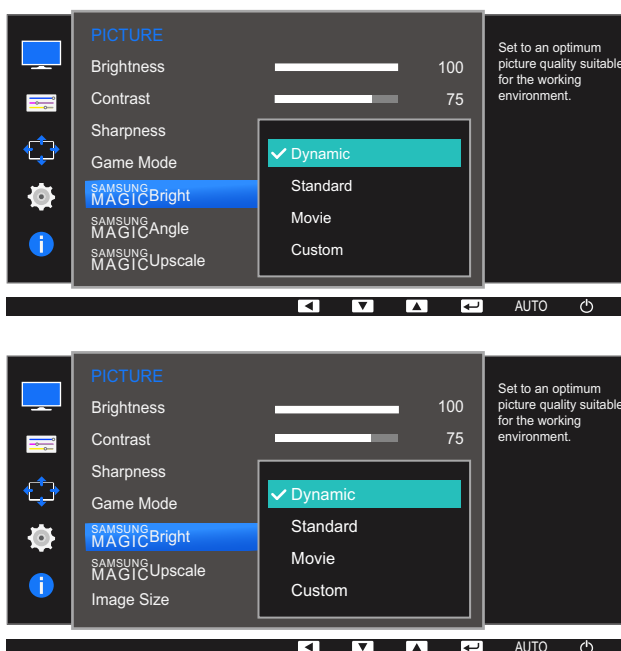 PICTURE
Brightness 100
Contrast 75
Sharpness
Game Mode
SAMSUNG
MAGICBright
SAMSUNG
MAGICAngle
SAMSUNG
MAGICUpscale
Dynamic
Standard
Movie
Custom
Set to an optimum
picture quality suitable
for the working
environment.
AUTO
PICTURE
Brightness 100
Contrast 75
Sharpness
Game Mode
SAMSUNG
MAGICBright
SAMSUNG
MAGICUpscale
Image Size
Dynamic
Standard
Movie
Custom
Set to an optimum
picture quality suitable
for the working
environment.
AUTO